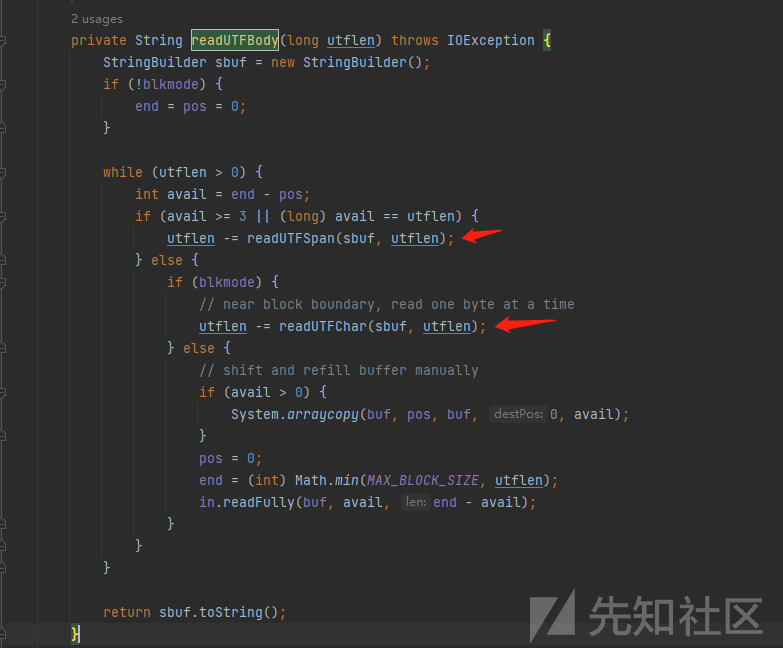 2 usages
private String readUTFBody(long utflen) throws IOException {
StringBuilder sbuf = new StringBuilder();
if (!blkmode) {
end = pos = 0;
}
while (utflen > 0) {
int avail = end - pos;
if (avail >= 3 || (long) avail == utflen) {
utflen -= readUTFSpan(sbuf, utflen);
} else {
if (blkmode) {
// near block boundary, read one byte at a time
utflen -= readUTFChar(sbuf, utflen);
} else {
// shift and refill buffer manually
if (avail > 0) {
System.arraycopy(buf, pos, buf, destPos: 0, avail);
}
pos = 0;
end = (int) Math.min(MAX_BLOCK_SIZE, utflen);
in.readFully(buf, avail, len: end - avail);
}
}
}
return sbuf.toString();
}
先知社区